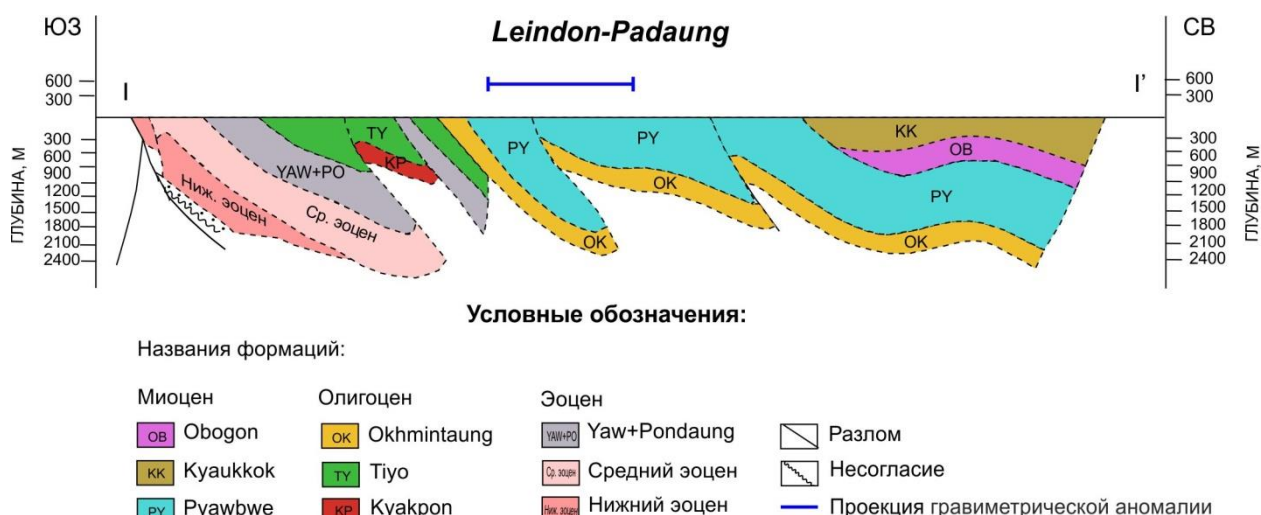 ЮЗ
Leindon-Padaung
СВ
600
300
I
I’
600
300
ГЛУБИНА, М
300
600
900
1200
1500
1800
2100
2400
Ниж. эоцен
Ср. эоцен
YAW+PO
TY
KP
PY
OK
PY
OK
KK
OB
PY
OK
300
600
900
1200
1500
1800
2100
2400
ГЛУБИНА, М
Условные обозначения:
Названия формаций:
Миоцен
OB Obogon
KK Kyaukkok
PY Pyawbwe
Олигоцен
OK Okhmintaung
TY Tiyo
KP Kyakpon
Эоцен
YAW+PO Yaw+Pondaung
Ср. эоцен Средний эоцен
Ниж. эоцен Нижний эоцен
Разлом
Несогласие
Проекция гравиметрической аномалии